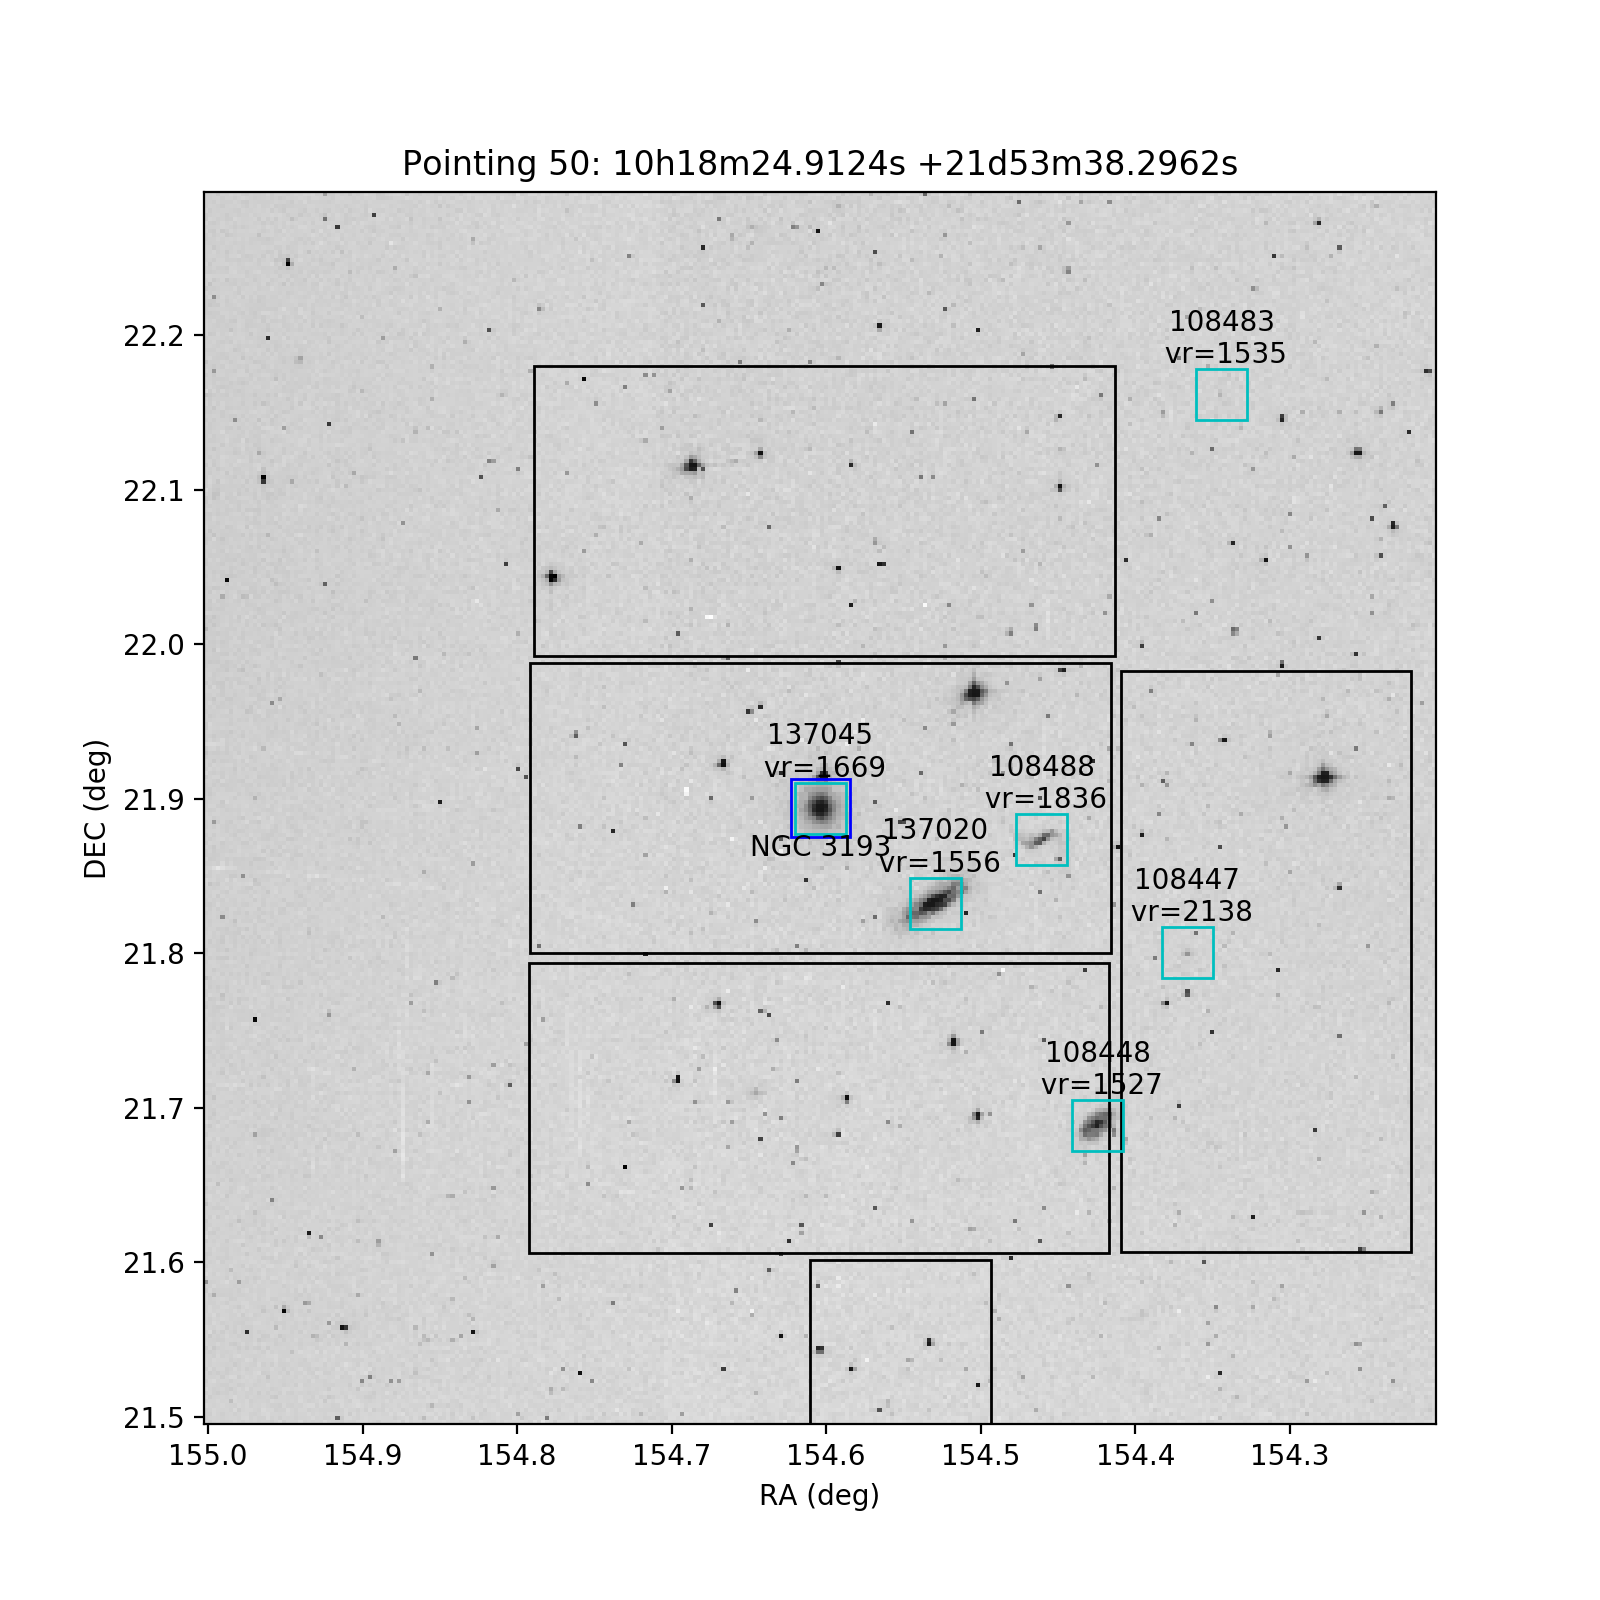 Pointing 50: 10h18m24.9124s +21d53m38.2962s
108483
vr=1535
137045
vr=1669
NGC 3193
108488
vr=1836
137020
vr=1556
108447
vr=2138
108448
vr=1527
DEC (deg)
22.2
22.1
22.0
21.9
21.8
21.7
21.6
21.5
155.0 154.9 154.8 154.7 154.6 154.5 154.4 154.3
RA (deg)